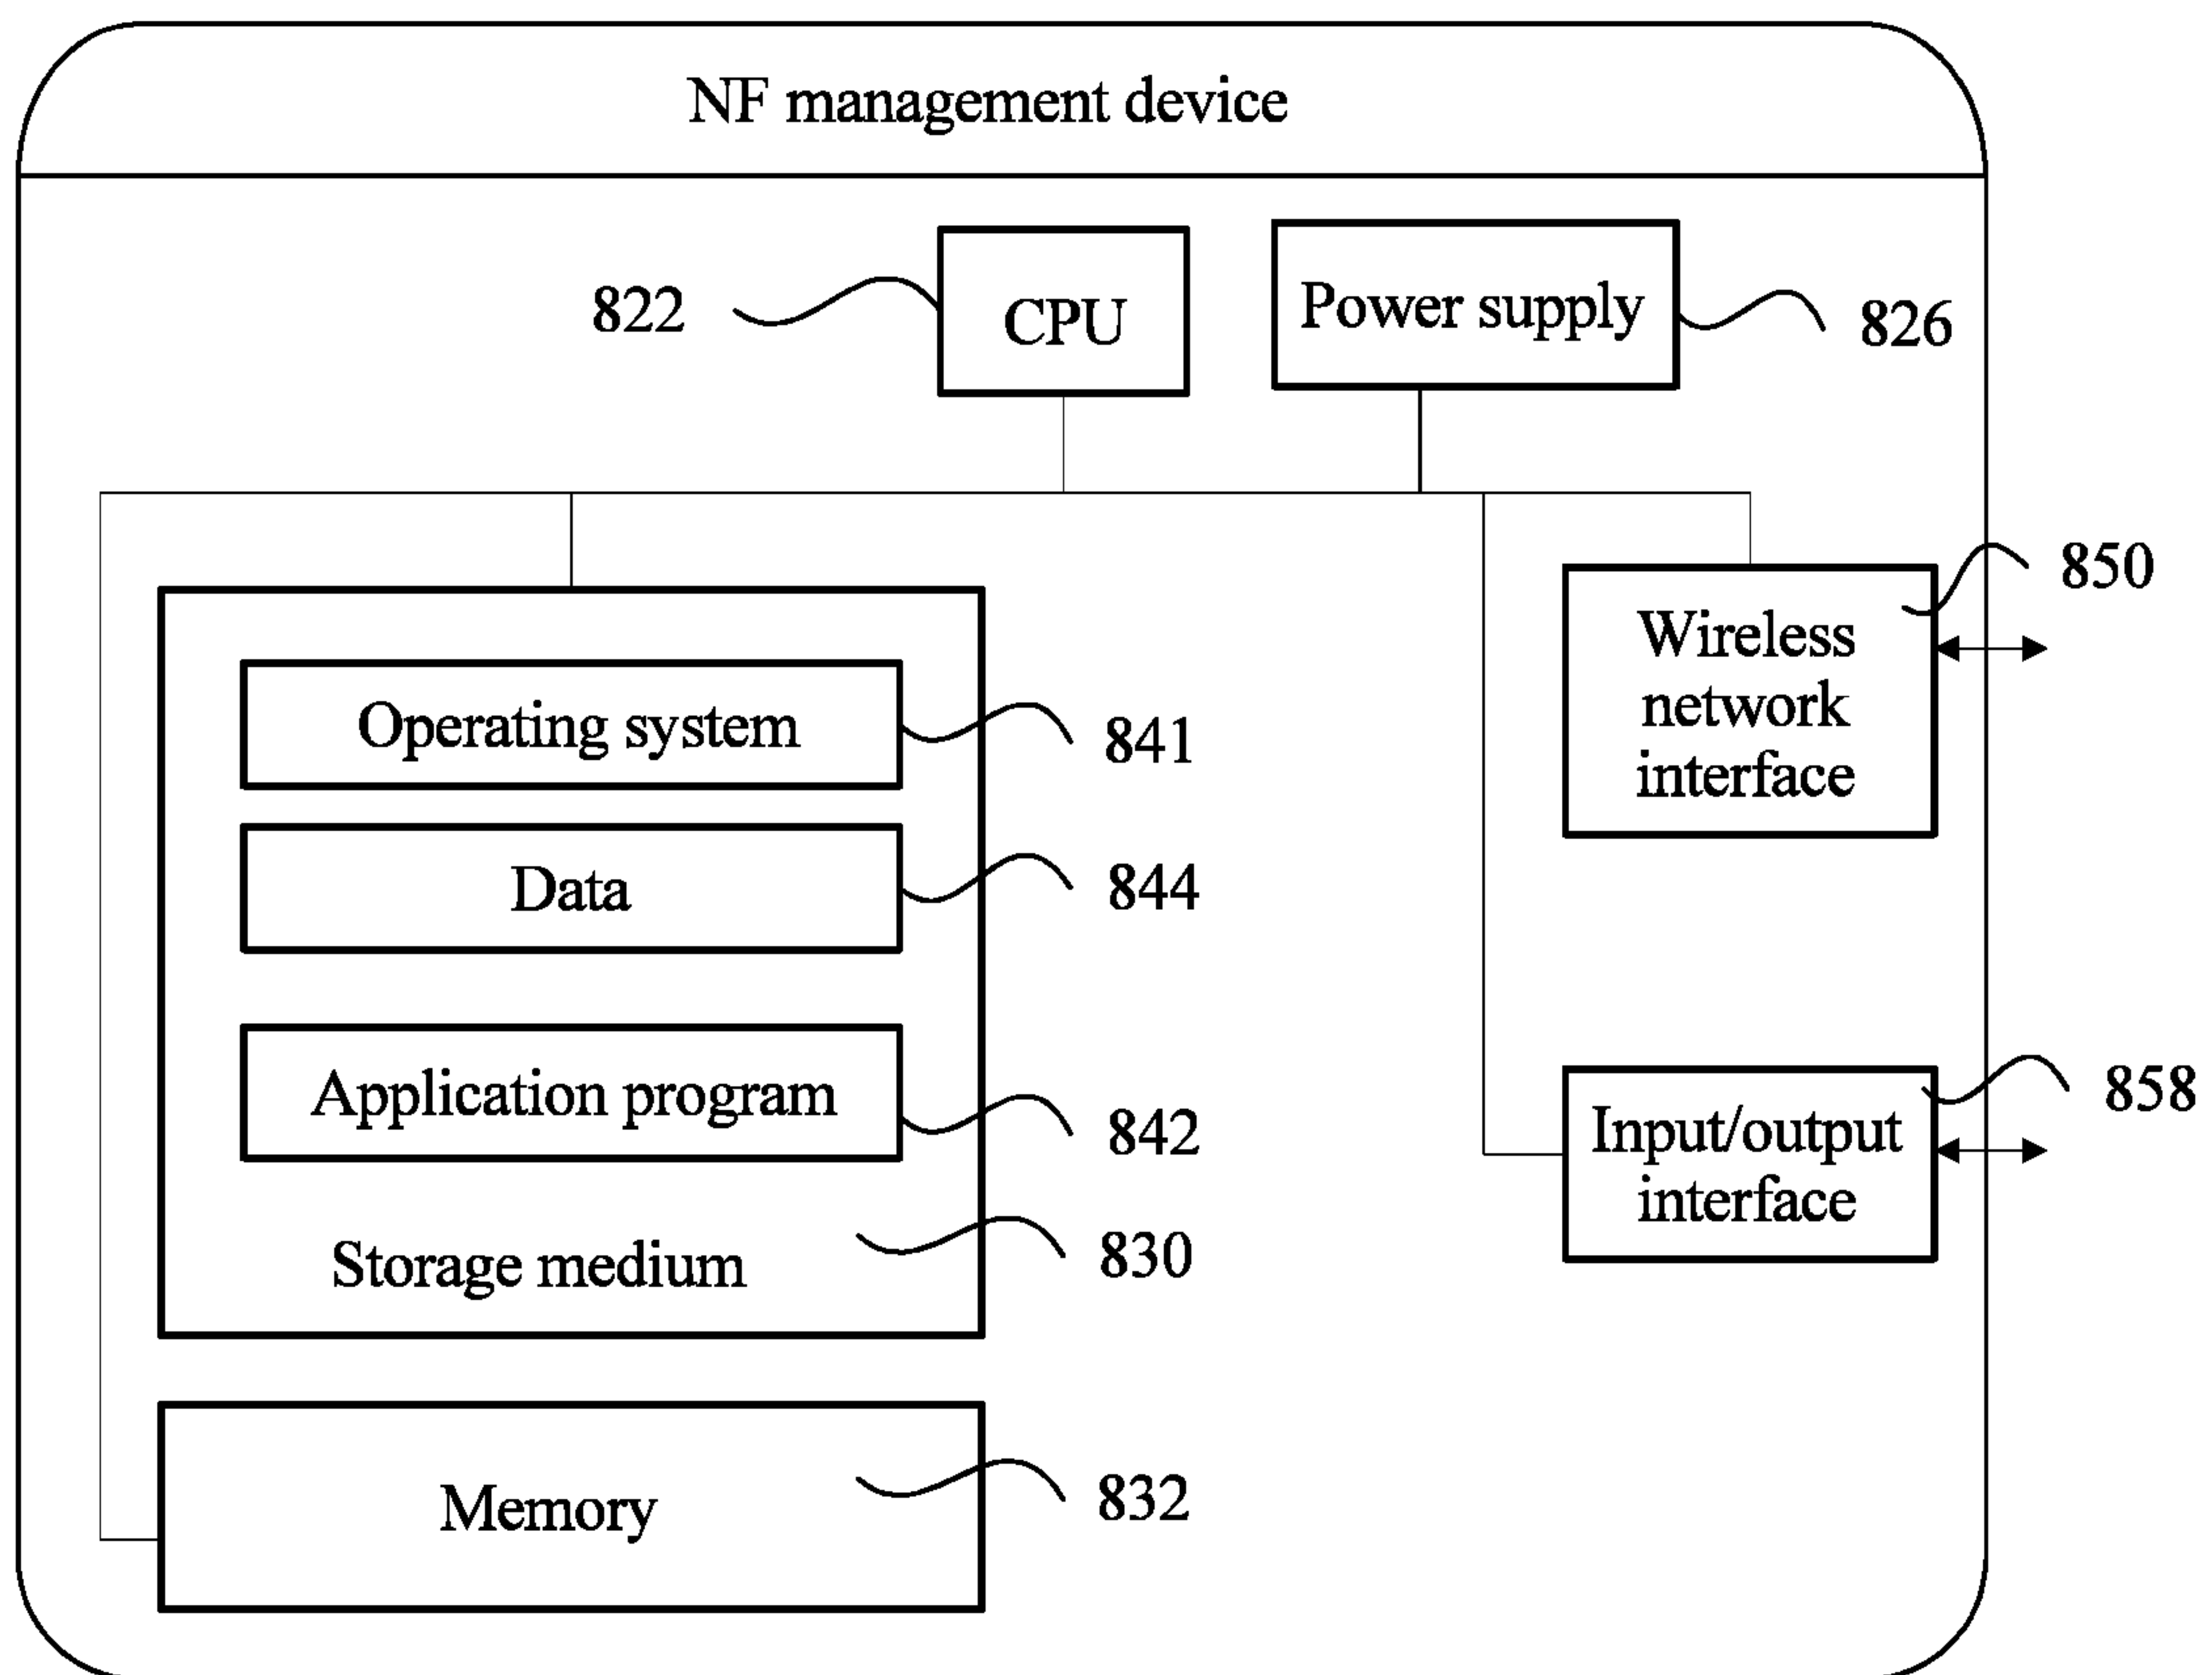 NF management device
822
CPU
Power supply
826
850
Wireless
network
interface
Operating system
841
Data
844
Application program
842
858
Input/output
interface
Storage medium
830
Memory
832